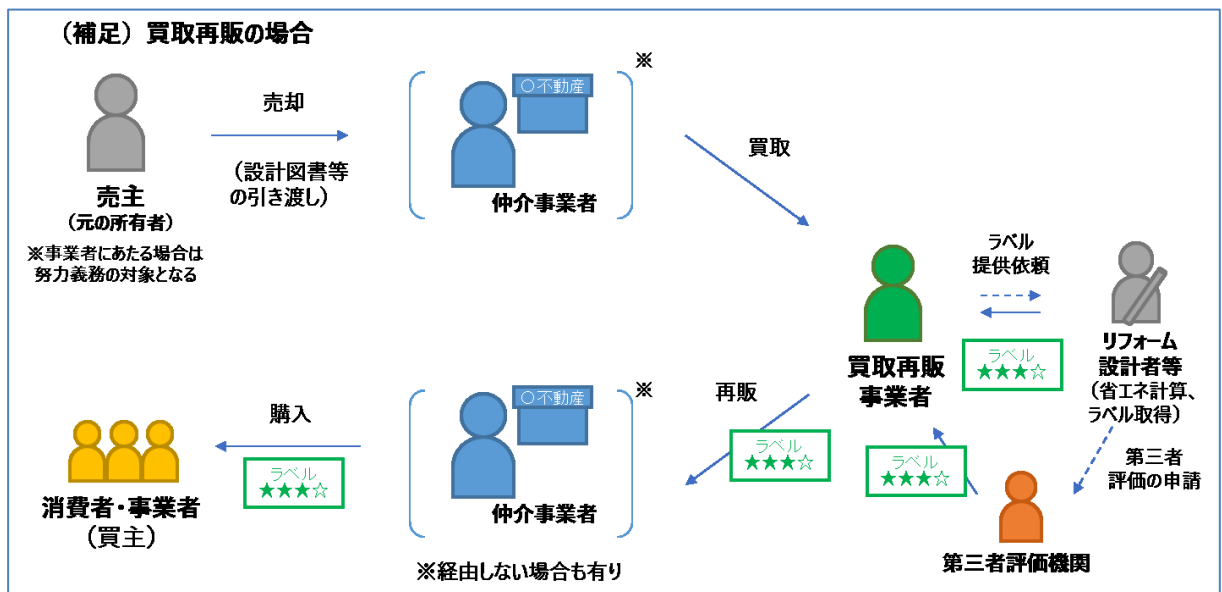 （補足）買取再販の場合
※
○不動産
売却
（設計図書等
の引き渡し）
売主
（元の所有者）
※事業者にあたる場合は
努力義務の対象となる
仲介事業者
買取
ラベル
提供依頼
ラベル
★★★☆
リフォーム
設計者等
（省エネ計算、
ラベル取得）
買取再販
事業者
※
○不動産
再販
ラベル
★★★☆
ラベル
★★★☆
第三者
評価の申請
第三者評価機関
購入
ラベル
★★★☆
消費者・事業者
（買主）
仲介事業者
※経由しない場合も有り